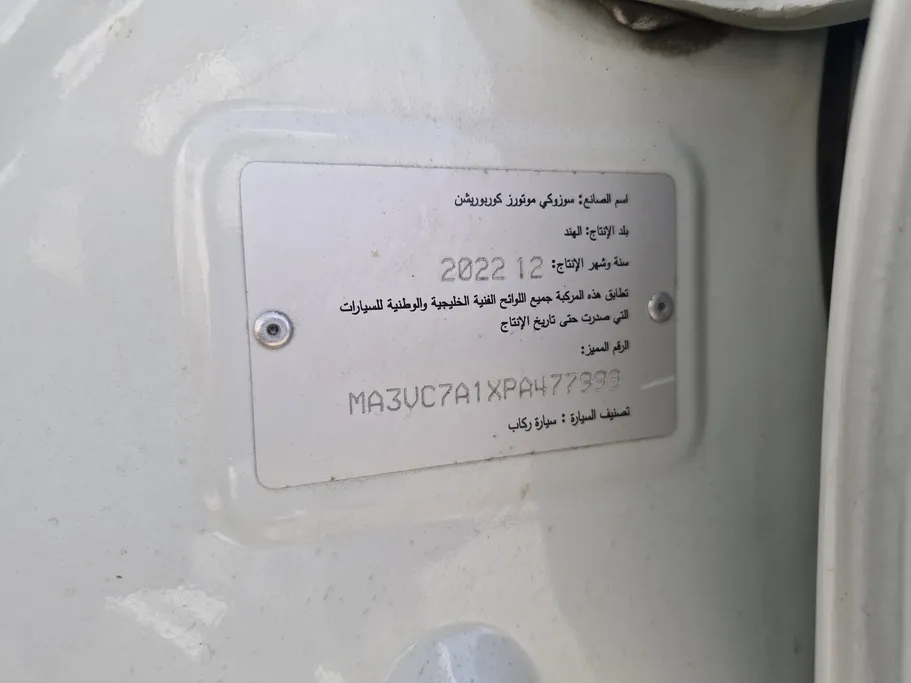 اسم الصانع: سوزوكي موتورز كوربوريشن
بلد الإنتاج: الهند
سنة وشهر الإنتاج: 2022 12
تطابق هذه المركبة جميع اللوائح الفنية الخليجية والوطنية للسيارات
التي صدرت حتى تاريخ الإنتاج
الرقم المميز:
MA3VC7A1XPA477999
تصنيف السيارة : سيارة ركاب